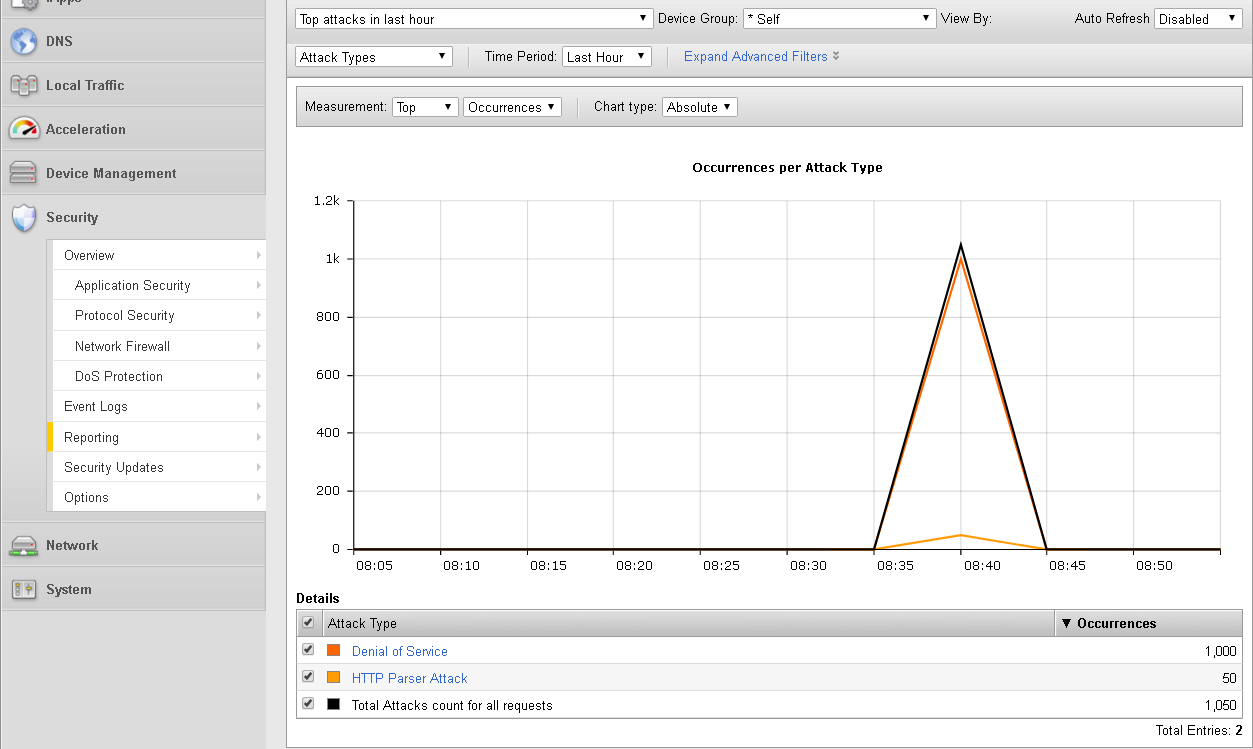 iApps
DNS
Local Traffic
Acceleration
Device Management
Security
Overview
Application Security
Protocol Security
Network Firewall
DoS Protection
Event Logs
Reporting
Security Updates
Options
Network
System
Top attacks in last hour Device Group: * Self View By: Auto Refresh Disabled
Attack Types Time Period: Last Hour Expand Advanced Filters
Measurement: Top Occurrences Chart type: Absolute
Occurrences per Attack Type
1.2k
1k
800
600
400
200
0
08:05 08:10 08:15 08:20 08:25 08:30 08:35 08:40 08:45 08:50
Details
Attack Type ▼ Occurrences
Denial of Service 1,000
HTTP Parser Attack 50
Total Attacks count for all requests 1,050
Total Entries: 2